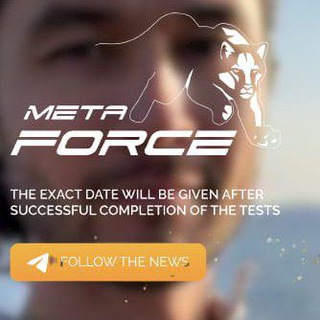 META
FORCE
THE EXACT DATE WILL BE GIVEN AFTER
SUCCESSFUL COMPLETION OF THE TESTS
FOLLOW THE NEWS